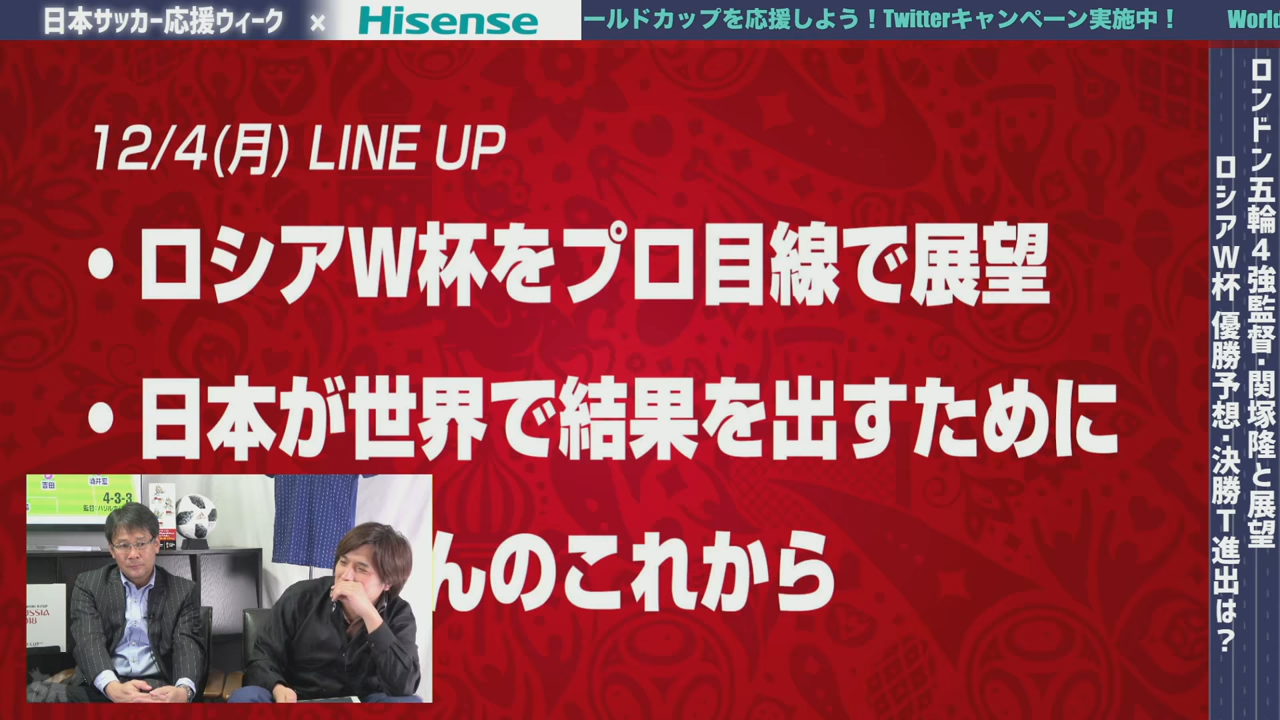 日本サッカー応援ウィーク × Hisense
ールドカップを応援しよう！Twitterキャンペーン実施中！ World
12/4(月) LINE UP
・ロシアW杯をプロ目線で展望
・日本が世界で結果を出すために
んのこれから
ロンドン五輪4強監督・関塚隆と展望
ロシアW杯 優勝予想・決勝T進出は？
吉田
酒井宏
4-3-3